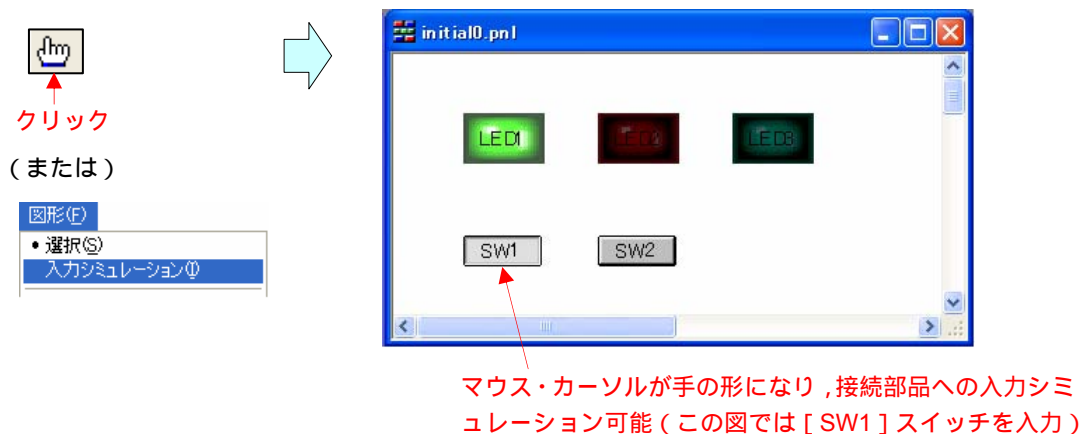 クリック
(または)
図形(F)
• 選択(S)
入力シミュレーション(I)
initial0.pnl
LED1
LED2
LED3
SW1
SW2
マウス・カーソルが手の形になり,接続部品への入力シミ
ュレーション可能(この図では[SW1]スイッチを入力)